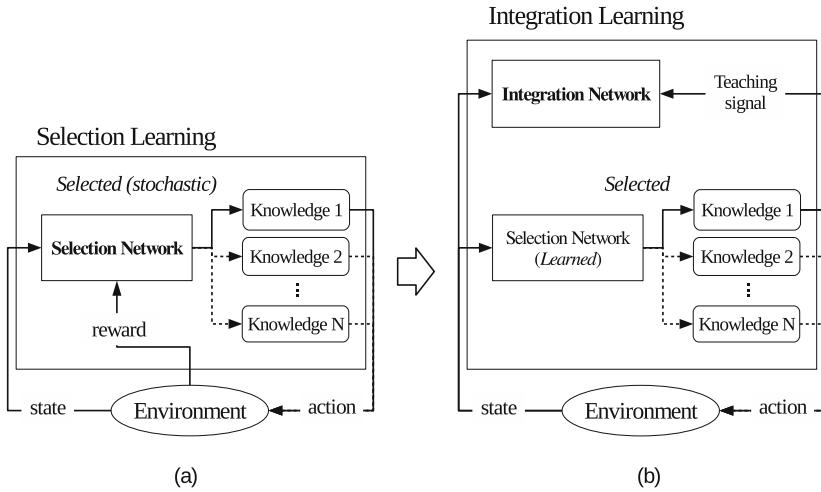 Selection Learning
Selected (stochastic)
Selection Network
Knowledge 1
Knowledge 2
Knowledge N
reward
state
Environment
action
(a)
Integration Learning
Integration Network
Teaching
signal
Selected
Selection Network
(Learned)
Knowledge 1
Knowledge 2
Knowledge N
state
Environment
action
(b)